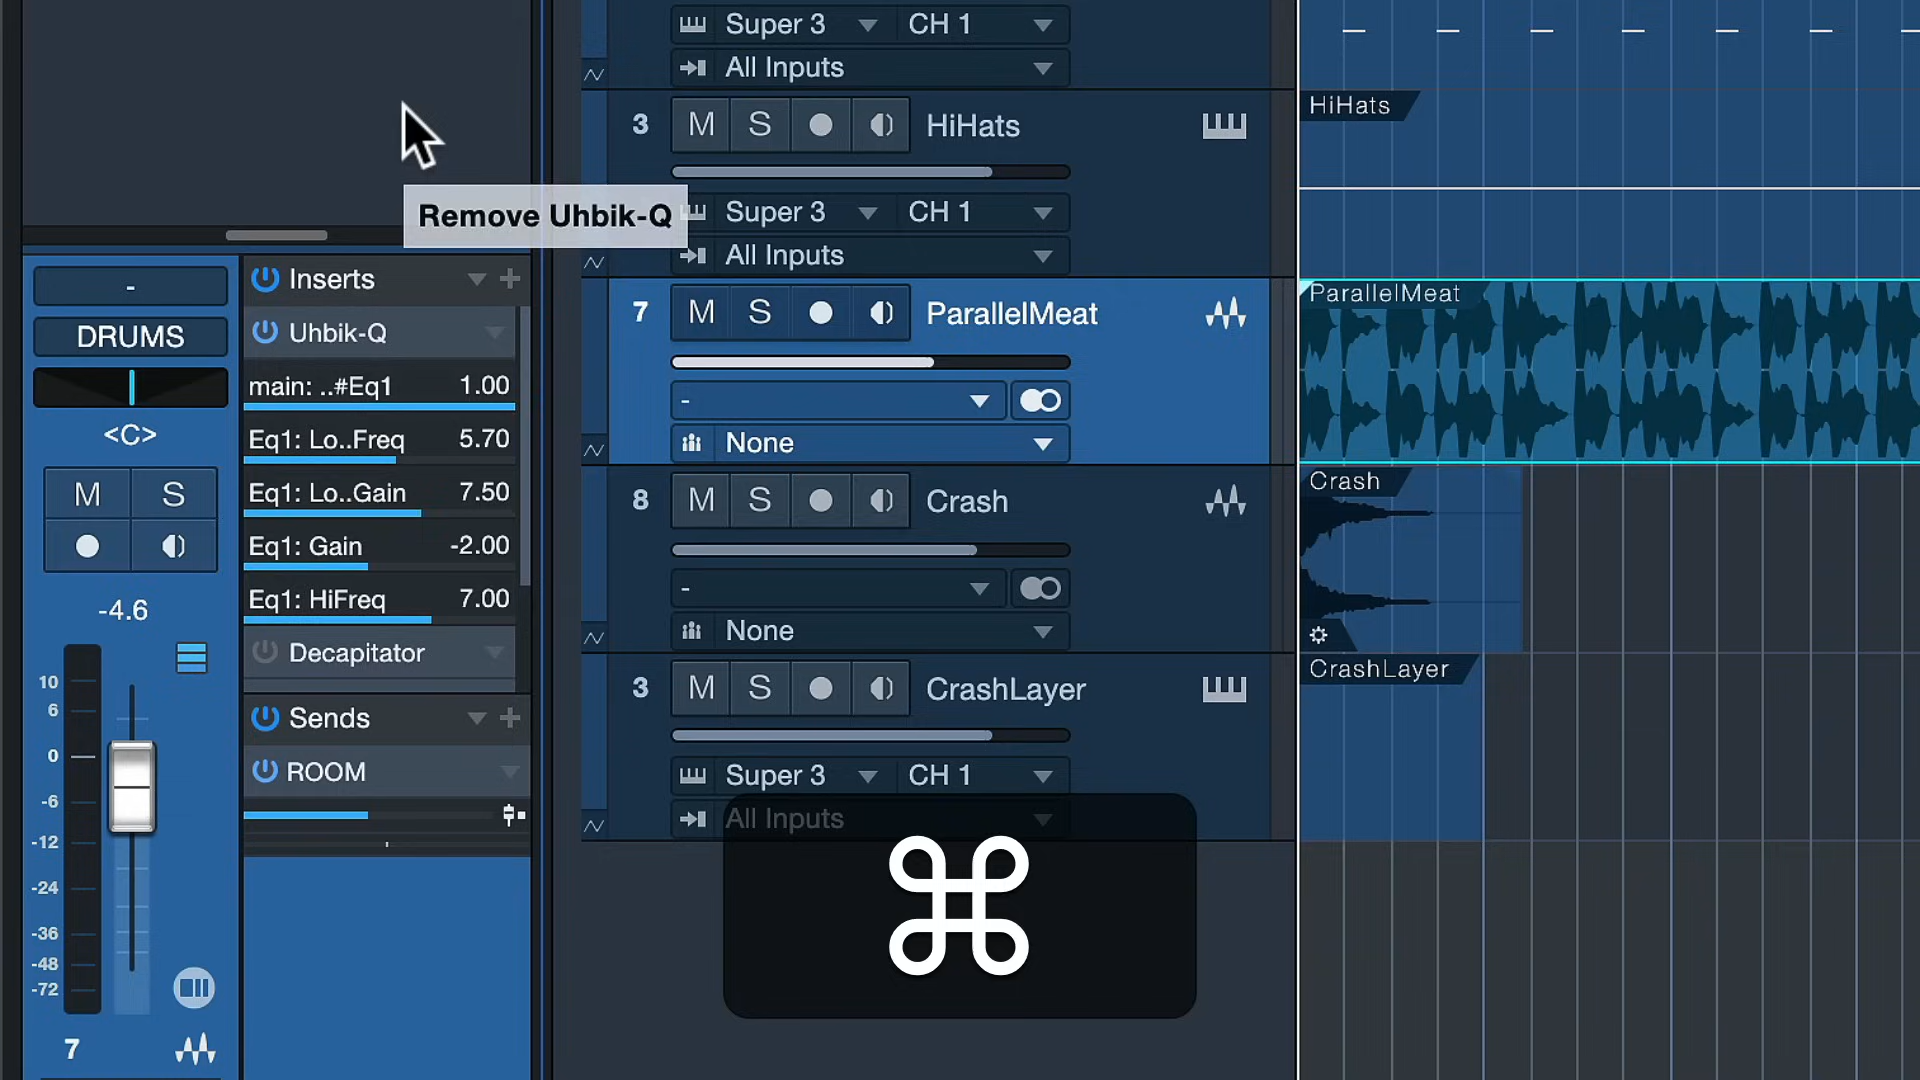 Super 3 CH 1
All Inputs
3 M S HiHats
Super 3 CH 1
All Inputs
Remove Uhbik-Q
7 M S ParallelMeat
-
None
8 M S Crash
-
None
3 M S CrashLayer
Super 3 CH 1
All Inputs
-
DRUMS
<C>
M S
-4.6
10
6
0
-6
-12
-24
-36
-48
-72
7
Inserts
Uhbik-Q
main: ..#Eq1 1.00
Eq1: Lo..Freq 5.70
Eq1: Lo..Gain 7.50
Eq1: Gain -2.00
Eq1: HiFreq 7.00
Decapitator
Sends
ROOM
HiHats
ParallelMeat
Crash
CrashLayer
⌘